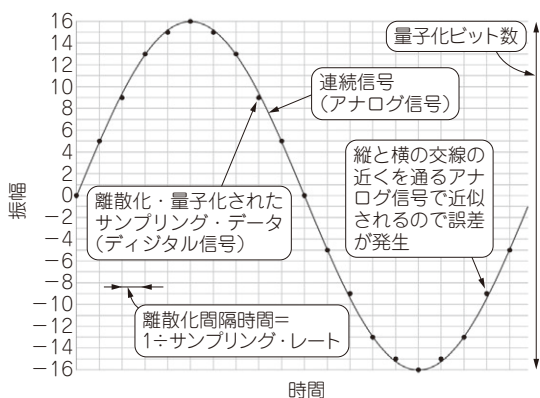 16
14
12
10
8
6
4
2
0
−2
−4
−6
−8
−10
−12
−14
−16
振幅
時間
量子化ビット数
連続信号
（アナログ信号）
離散化・量子化された
サンプリング・データ
（ディジタル信号）
縦と横の交線の
近くを通るアナ
ログ信号で近似
されるので誤差
が発生
離散化間隔時間＝
1÷サンプリング・レート